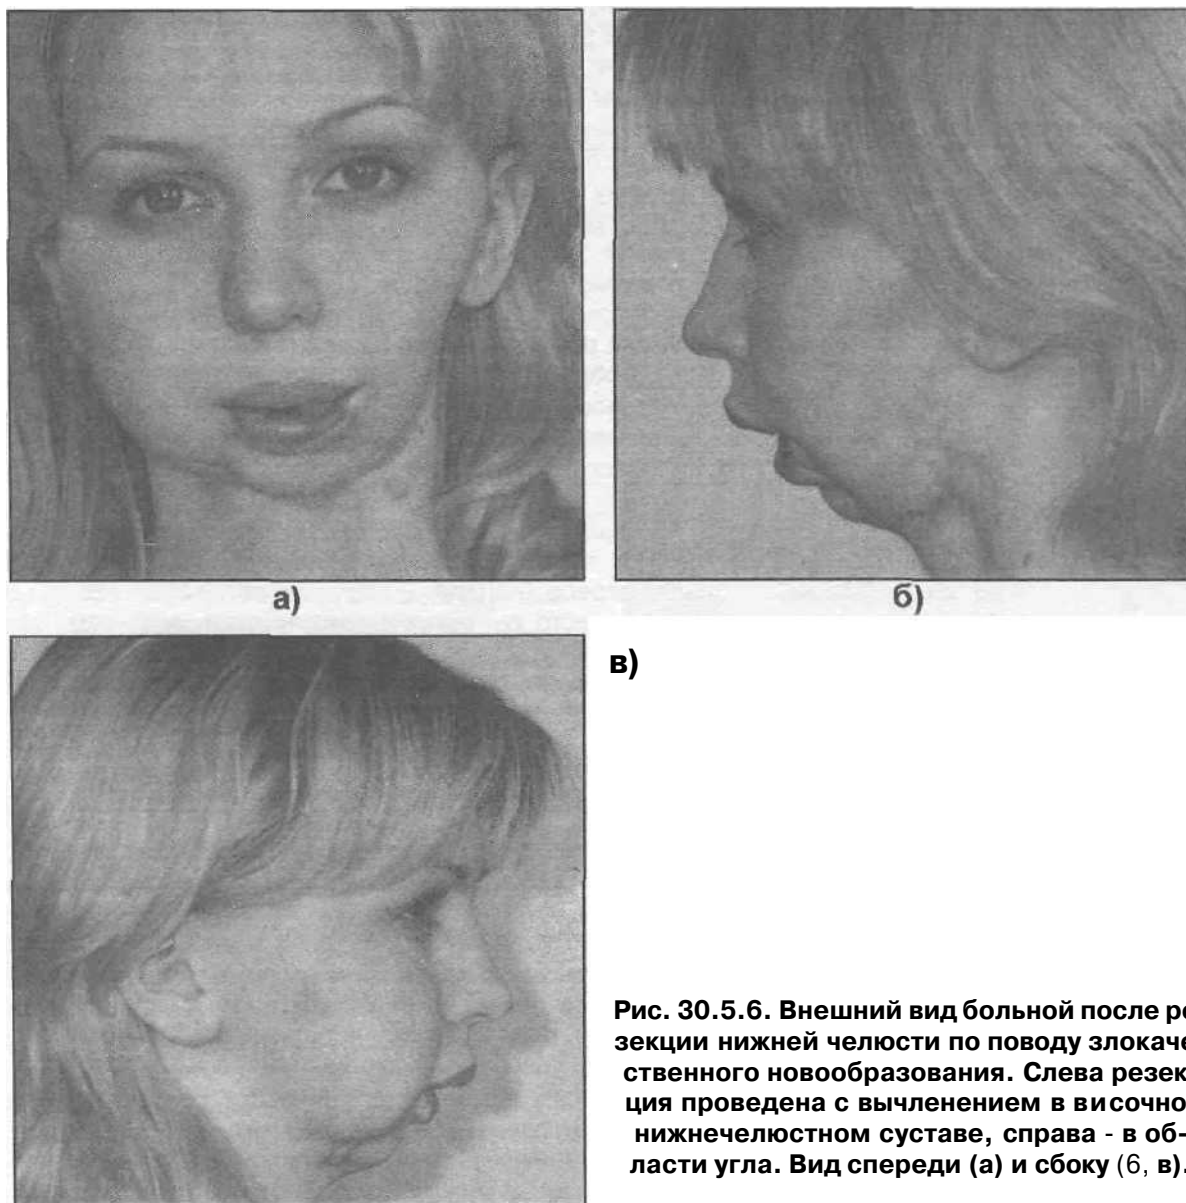 а)
б)
в)
Рис. 30.5.6. Внешний вид больной после ре
зекции нижней челюсти по поводу злокаче
ственного новообразования. Слева резек
ция проведена с вычленением в височно
нижнечелюстном суставе, справа - в об-
ласти угла. Вид спереди (а) и сбоку (6, в).